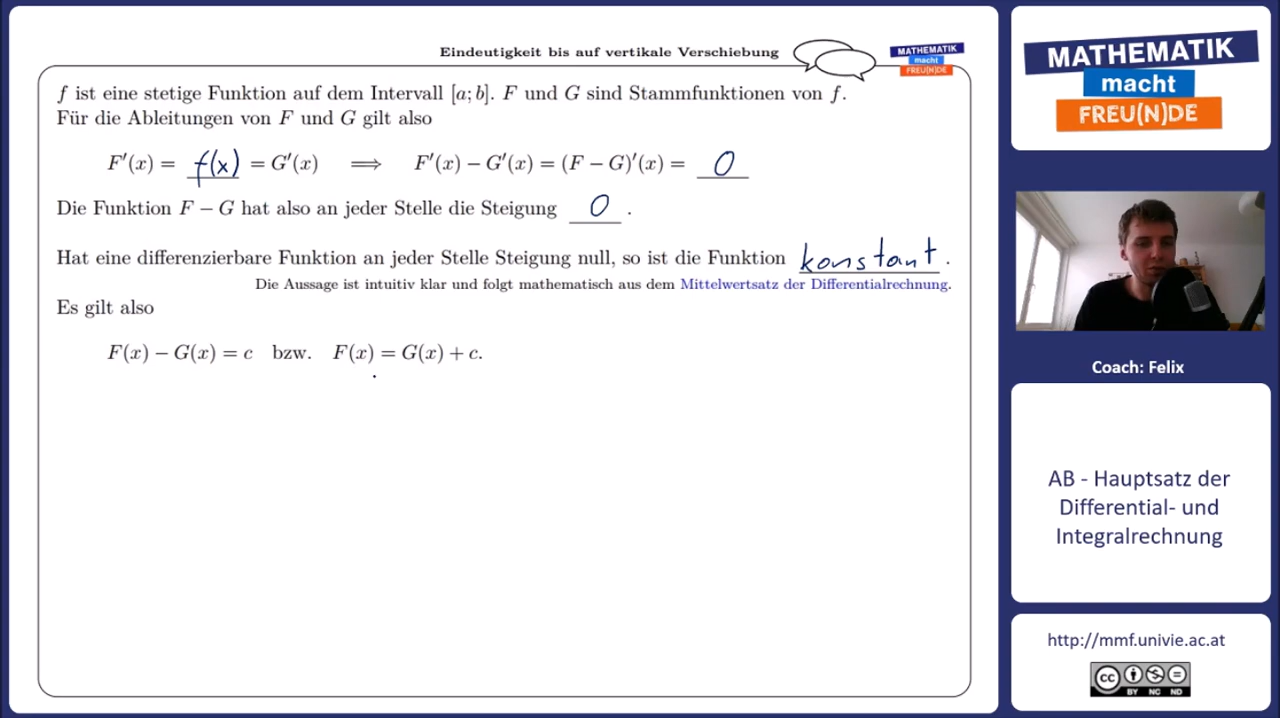 Eindeutigkeit bis auf vertikale Verschiebung
MATHEMATIK
macht
FREU(N)DE
f ist eine stetige Funktion auf dem Intervall [a; b]. F und G sind Stammfunktionen von f.
Für die Ableitungen von F und G gilt also
F′(x) = f(x) = G′(x) ⟹ F′(x) − G′(x) = (F − G)′(x) = 0
Die Funktion F − G hat also an jeder Stelle die Steigung 0 .
Hat eine differenzierbare Funktion an jeder Stelle Steigung null, so ist die Funktion konstant .
Die Aussage ist intuitiv klar und folgt mathematisch aus dem Mittelwertsatz der Differentialrechnung.
Es gilt also
F(x) − G(x) = c bzw. F(x) = G(x) + c.
MATHEMATIK
macht
FREU(N)DE
Coach: Felix
AB - Hauptsatz der
Differential- und
Integralrechnung
http://mmf.univie.ac.at
cc
BY NC ND